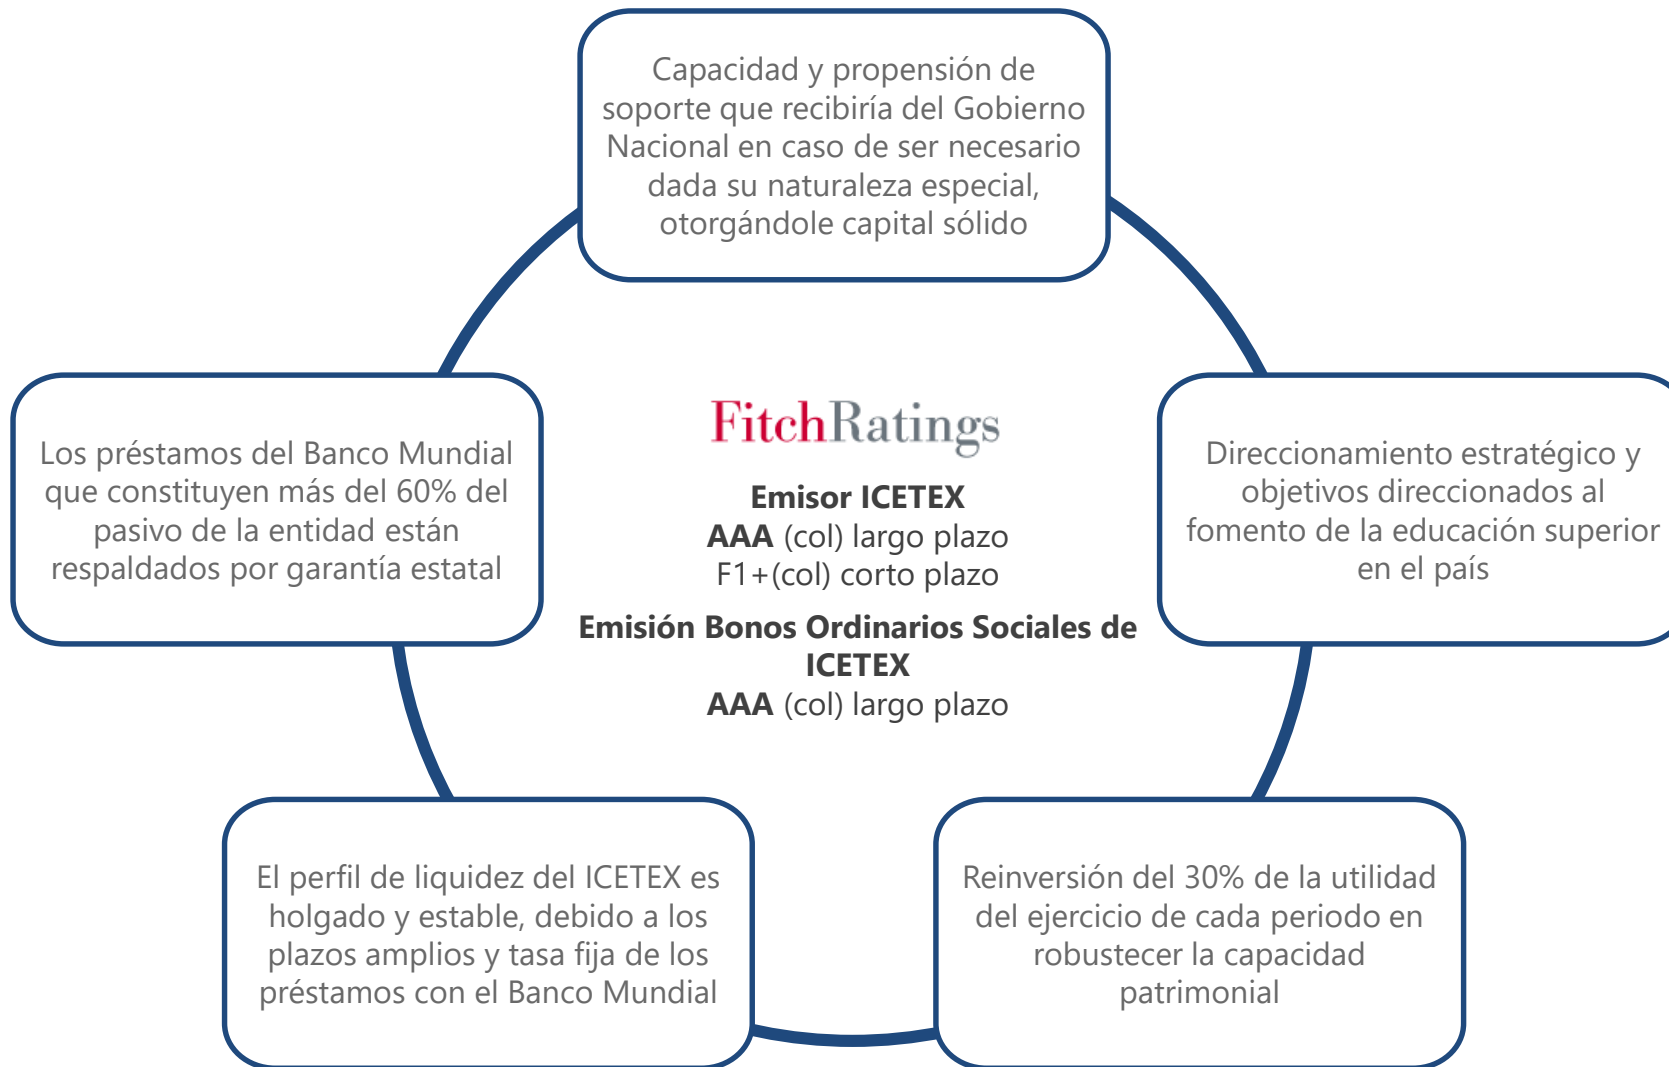 Capacidad y propensión de
soporte que recibiría del Gobierno
Nacional en caso de ser necesario
dada su naturaleza especial,
otorgándole capital sólido
Los préstamos del Banco Mundial
que constituyen más del 60% del
pasivo de la entidad están
respaldados por garantía estatal
FitchRatings
Emisor ICETEX
AAA (col) largo plazo
F1+(col) corto plazo
Emisión Bonos Ordinarios Sociales de
ICETEX
AAA (col) largo plazo
Direccionamiento estratégico y
objetivos direccionados al
fomento de la educación superior
en el país
El perfil de liquidez del ICETEX es
holgado y estable, debido a los
plazos amplios y tasa fija de los
préstamos con el Banco Mundial
Reinversión del 30% de la utilidad
del ejercicio de cada periodo en
robustecer la capacidad
patrimonial